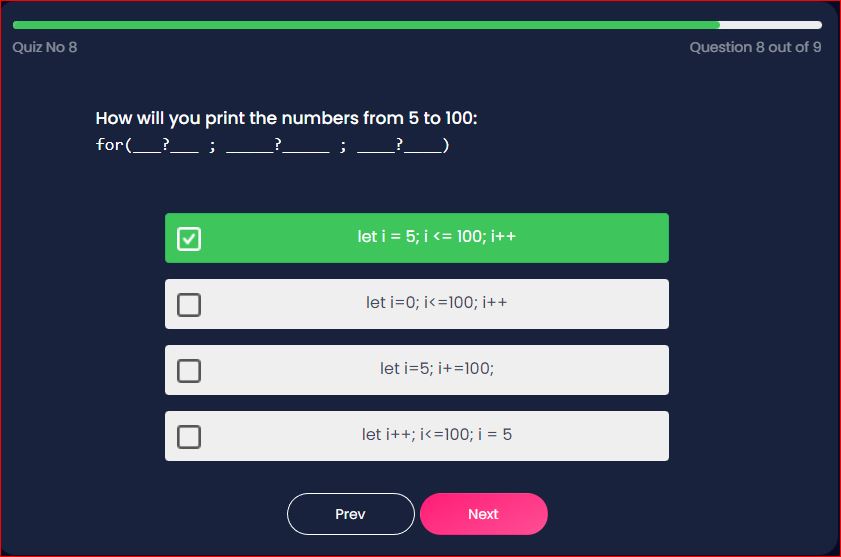 Quiz No 8
Question 8 out of 9
How will you print the numbers from 5 to 100:
for(___?___ ; _____?_____ ; ____?____)
let i = 5; i <= 100; i++
let i=0; i<=100; i++
let i=5; i+=100;
let i++; i<=100; i = 5
Prev
Next